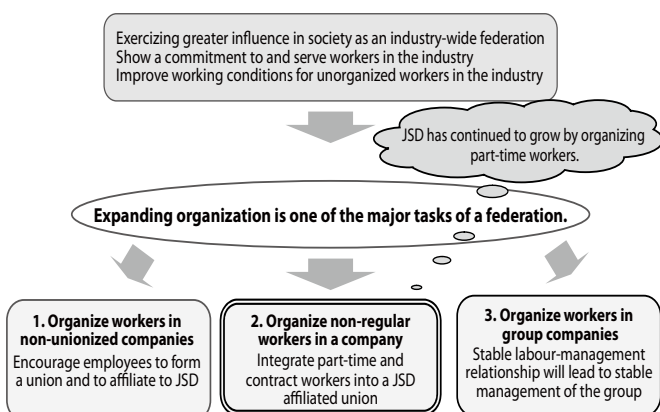 Exercizing greater influence in society as an industry-wide federation
Show a commitment to and serve workers in the industry
Improve working conditions for unorganized workers in the industry
JSD has continued to grow by organizing
part-time workers.
Expanding organization is one of the major tasks of a federation.
1. Organize workers in
non-unionized companies
Encourage employees to form
a union and to affiliate to JSD
2. Organize non-regular
workers in a company
Integrate part-time and
contract workers into a JSD
affiliated union
3. Organize workers in
group companies
Stable labour-management
relationship will lead to stable
management of the group